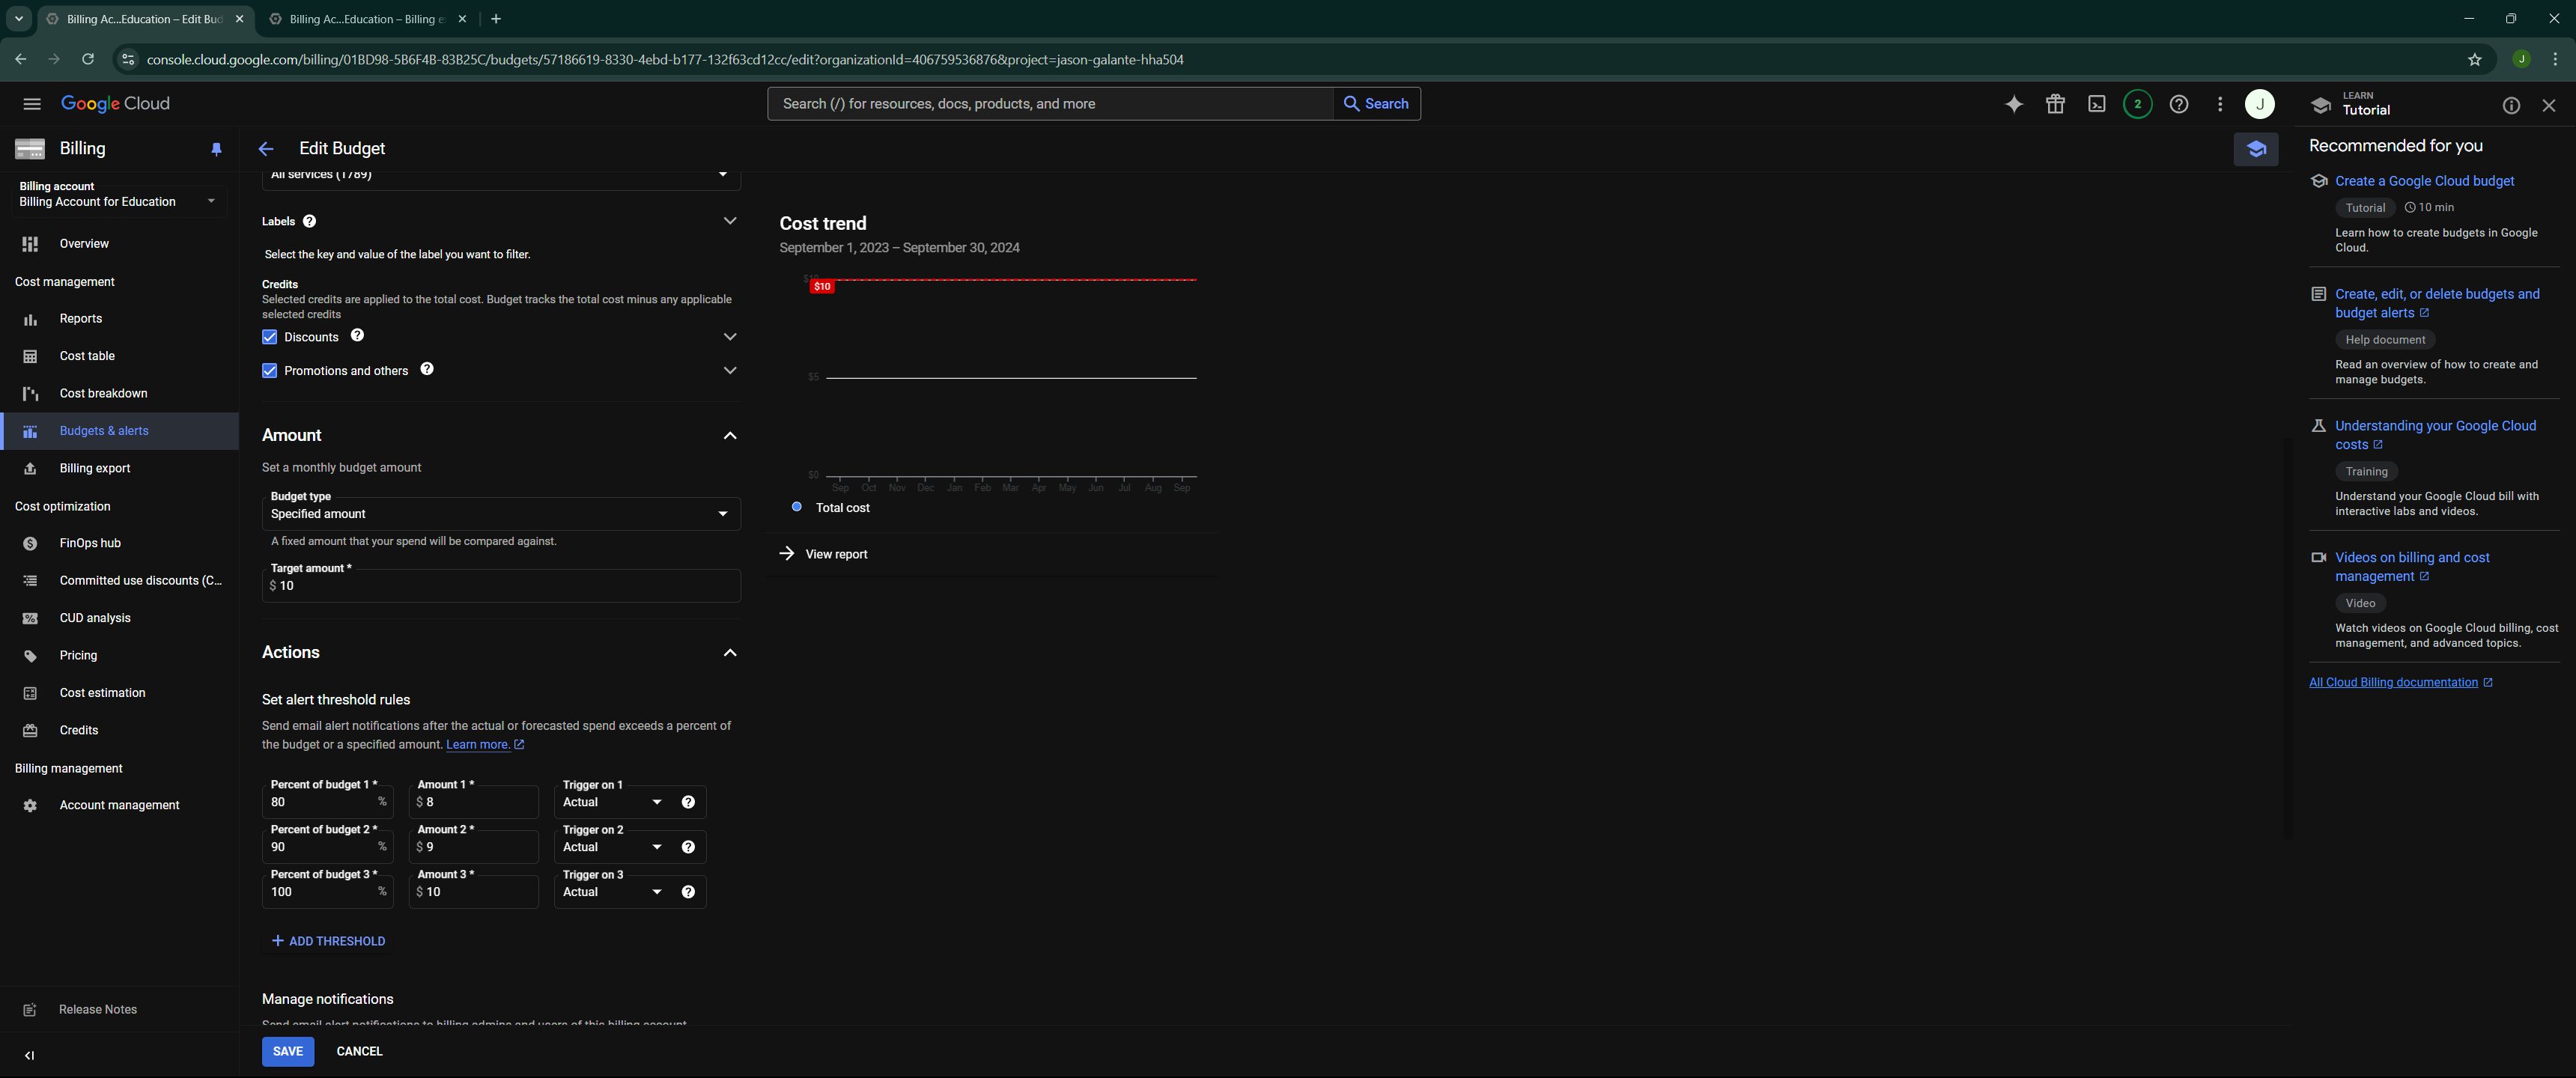 Billing Ac...Education – Edit Bud
Billing Ac...Education – Billing e
console.cloud.google.com/billing/01BD98-5B6F4B-83B25C/budgets/57186619-8330-4ebd-b177-132f63cd12cc/edit?organizationId=406759536876&project=jason-galante-hha504
J
Google Cloud
Search (/) for resources, docs, products, and more
Search
2
J
LEARN
Tutorial
Billing
Billing account
Billing Account for Education
Overview
Cost management
Reports
Cost table
Cost breakdown
Budgets & alerts
Billing export
Cost optimization
FinOps hub
Committed use discounts (C...
CUD analysis
Pricing
Cost estimation
Credits
Billing management
Account management
Release Notes
Edit Budget
All services (1789)
Labels
Select the key and value of the label you want to filter.
Credits
Selected credits are applied to the total cost. Budget tracks the total cost minus any applicable
selected credits
Discounts
Promotions and others
Amount
Set a monthly budget amount
Budget type
Specified amount
A fixed amount that your spend will be compared against.
Target amount *
$ 10
Actions
Set alert threshold rules
Send email alert notifications after the actual or forecasted spend exceeds a percent of
the budget or a specified amount. Learn more.
Percent of budget 1 * Amount 1 * Trigger on 1
80 % $ 8 Actual
Percent of budget 2 * Amount 2 * Trigger on 2
90 % $ 9 Actual
Percent of budget 3 * Amount 3 * Trigger on 3
100 % $ 10 Actual
+ ADD THRESHOLD
Manage notifications
Send email alert notifications to billing admins and users of this billing account
SAVE CANCEL
Cost trend
September 1, 2023 – September 30, 2024
$10
$10
$5
$0
Sep Oct Nov Dec Jan Feb Mar Apr May Jun Jul Aug Sep
Total cost
View report
Recommended for you
Create a Google Cloud budget
Tutorial 10 min
Learn how to create budgets in Google
Cloud.
Create, edit, or delete budgets and
budget alerts
Help document
Read an overview of how to create and
manage budgets.
Understanding your Google Cloud
costs
Training
Understand your Google Cloud bill with
interactive labs and videos.
Videos on billing and cost
management
Video
Watch videos on Google Cloud billing, cost
management, and advanced topics.
All Cloud Billing documentation